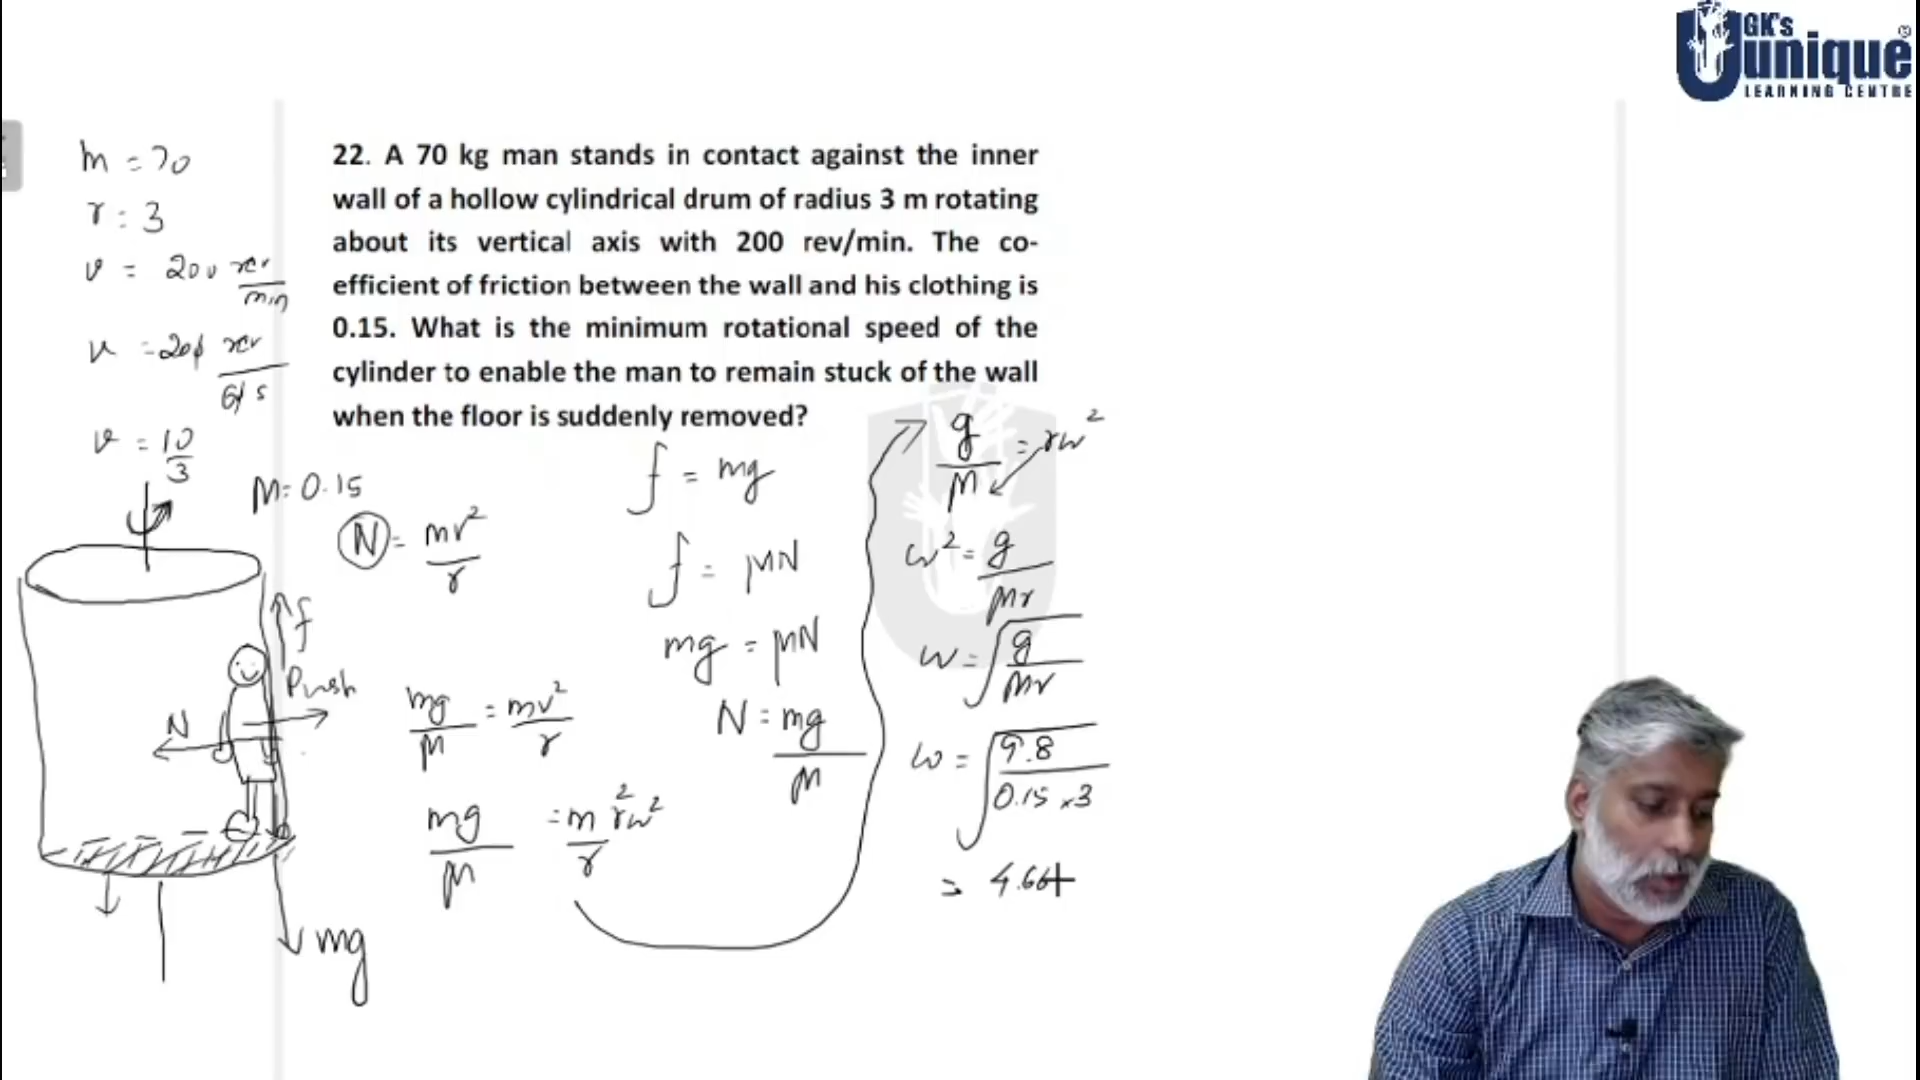 GK's
unique
LEARNING CENTRE
m = 70
r : 3
ν = 200 rev/min
ν = 200 rev/60 s
ν = 10/3
22. A 70 kg man stands in contact against the inner
wall of a hollow cylindrical drum of radius 3 m rotating
about its vertical axis with 200 rev/min. The co-
efficient of friction between the wall and his clothing is
0.15. What is the minimum rotational speed of the
cylinder to enable the man to remain stuck of the wall
when the floor is suddenly removed?
μ = 0.15
N = mv²/r
f
Push
N
mg
mg/μ = mv²/r
mg/μ = m r²ω²/r
f = mg
f = μN
mg = μN
N = mg/μ
g/μ = rω²
ω² = g/μr
ω = √(g/μr)
ω = √(9.8/0.15×3)
= 4.664